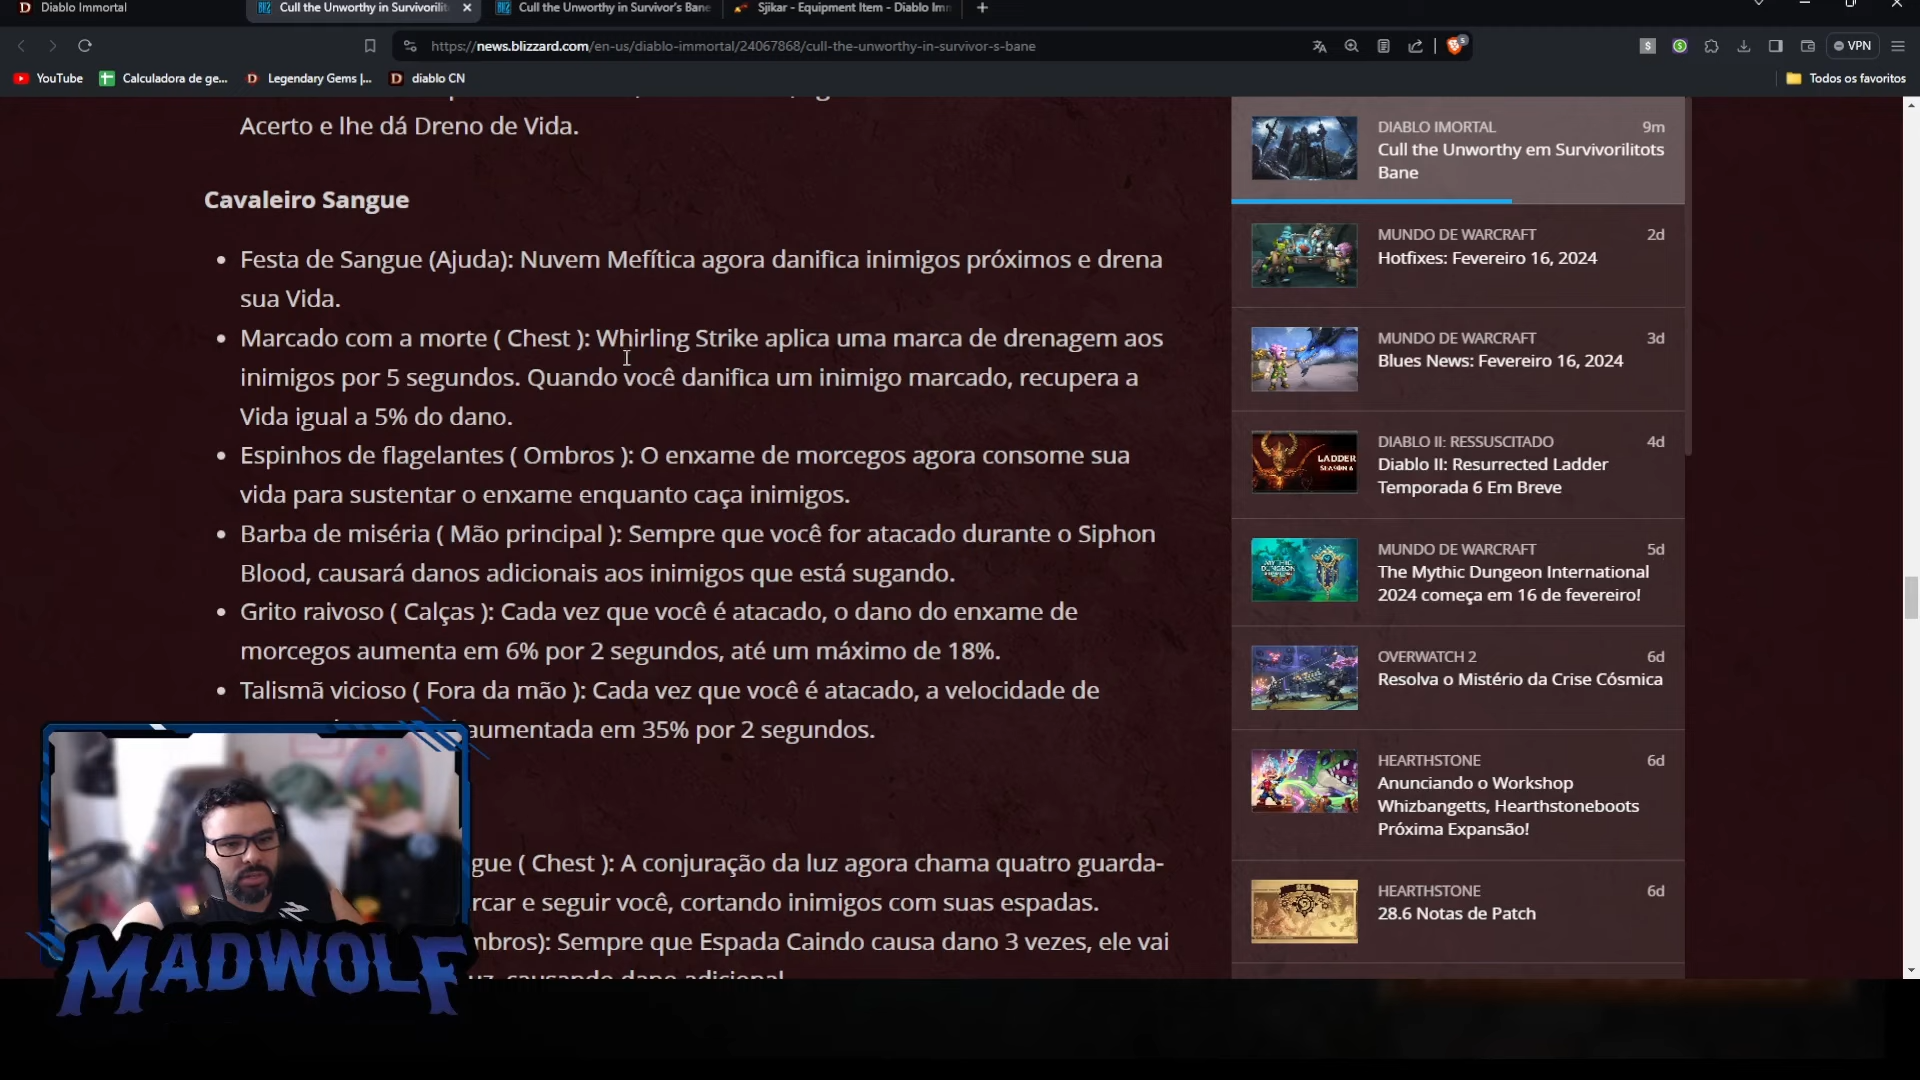 Diablo Immortal
Cull the Unworthy in Survivorilit
Cull the Unworthy in Survivor's Bane
Sjikar - Equipment Item - Diablo Imm
https://news.blizzard.com/en-us/diablo-immortal/24067868/cull-the-unworthy-in-survivor-s-bane
VPN
YouTube
Calculadora de ge...
Legendary Gems |...
diablo CN
Todos os favoritos
Acerto e lhe dá Dreno de Vida.
Cavaleiro Sangue
• Festa de Sangue (Ajuda): Nuvem Mefítica agora danifica inimigos próximos e drena
sua Vida.
• Marcado com a morte ( Chest ): Whirling Strike aplica uma marca de drenagem aos
inimigos por 5 segundos. Quando você danifica um inimigo marcado, recupera a
Vida igual a 5% do dano.
• Espinhos de flagelantes ( Ombros ): O enxame de morcegos agora consome sua
vida para sustentar o enxame enquanto caça inimigos.
• Barba de miséria ( Mão principal ): Sempre que você for atacado durante o Siphon
Blood, causará danos adicionais aos inimigos que está sugando.
• Grito raivoso ( Calças ): Cada vez que você é atacado, o dano do enxame de
morcegos aumenta em 6% por 2 segundos, até um máximo de 18%.
• Talismã vicioso ( Fora da mão ): Cada vez que você é atacado, a velocidade de
aumentada em 35% por 2 segundos.
gue ( Chest ): A conjuração da luz agora chama quatro guarda-
rcar e seguir você, cortando inimigos com suas espadas.
mbros): Sempre que Espada Caindo causa dano 3 vezes, ele vai
causando dano adicional
MADWOLF
DIABLO IMORTAL
9m
Cull the Unworthy em Survivorilitots
Bane
MUNDO DE WARCRAFT
2d
Hotfixes: Fevereiro 16, 2024
MUNDO DE WARCRAFT
3d
Blues News: Fevereiro 16, 2024
LADDER
SEASON 6
DIABLO II: RESSUSCITADO
4d
Diablo II: Resurrected Ladder
Temporada 6 Em Breve
MYTHIC
DUNGEON
MUNDO DE WARCRAFT
5d
The Mythic Dungeon International
2024 começa em 16 de fevereiro!
OVERWATCH 2
6d
Resolva o Mistério da Crise Cósmica
HEARTHSTONE
6d
Anunciando o Workshop
Whizbangetts, Hearthstoneboots
Próxima Expansão!
HEARTHSTONE
6d
28.6 Notas de Patch